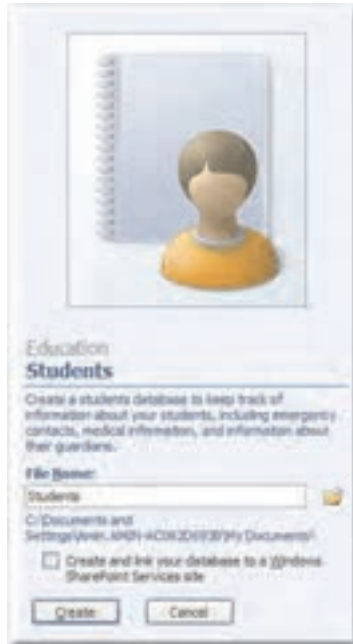 Education
Students
Create a students database to keep track of
information about your students, including emergency
contacts, medical information, and information about
their guardians.
File Name:
Students
C:\Documents and
My Documents\
Create and link your database to a Windows
SharePoint Services site
Create Cancel